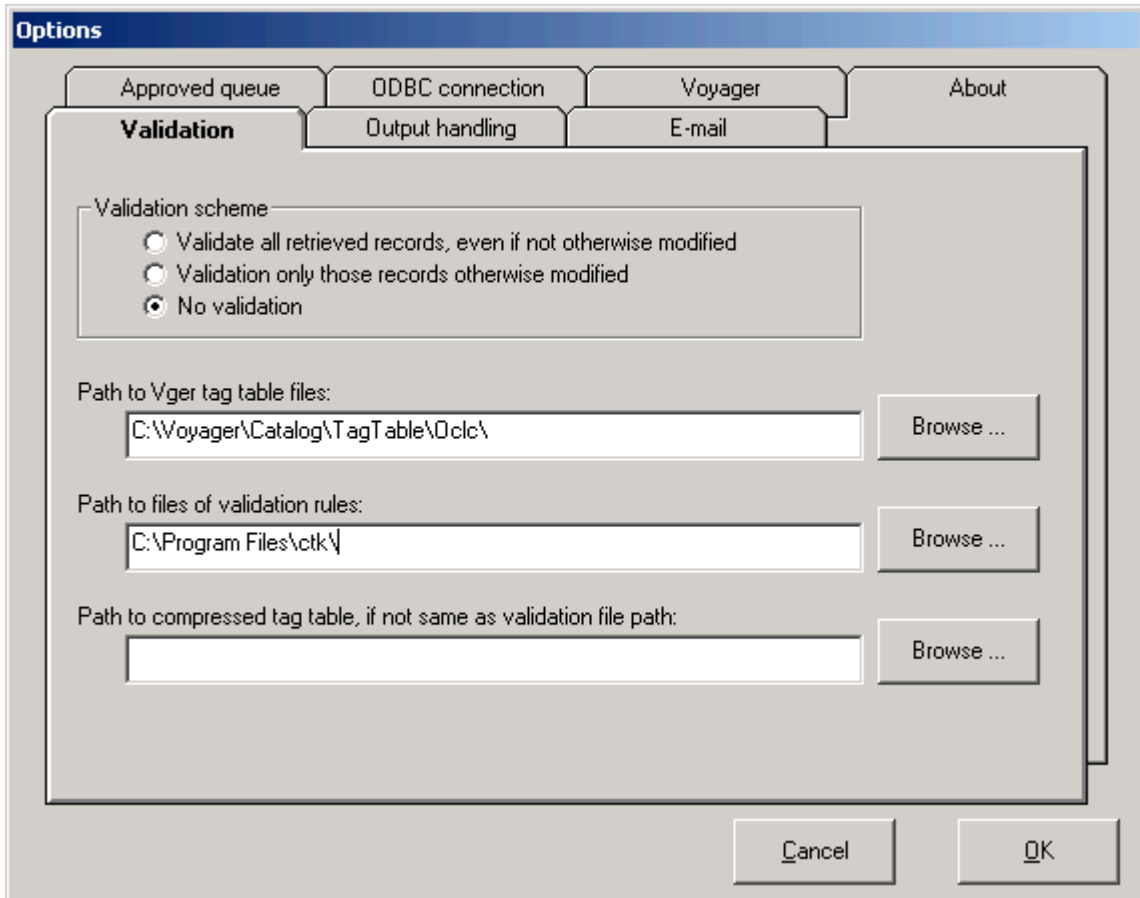 Options
Approved queue
ODBC connection
Voyager
About
Validation
Output handling
E-mail
Validation scheme
Validate all retrieved records, even if not otherwise modified
Validation only those records otherwise modified
No validation
Path to Vger tag table files:
C:\Voyager\Catalog\TagTable\Oclc\
Browse ...
Path to files of validation rules:
C:\Program Files\ctk\
Browse ...
Path to compressed tag table, if not same as validation file path:
Browse ...
Cancel
OK